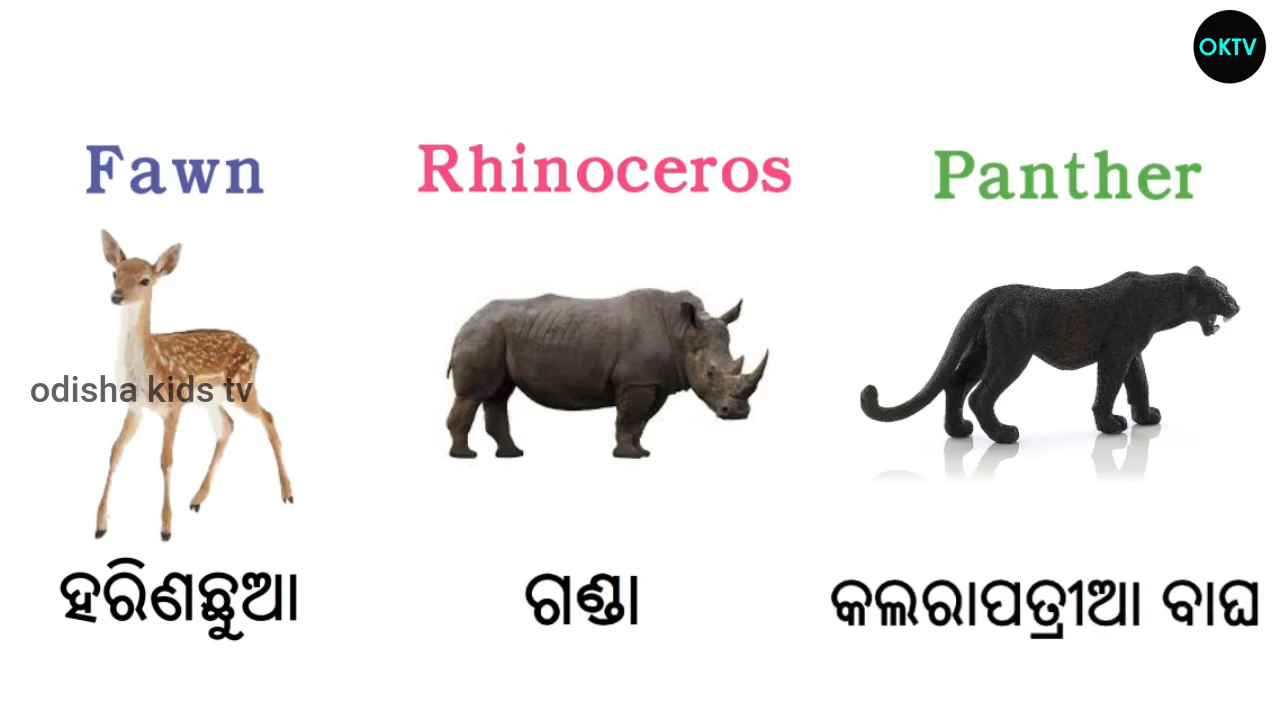 OKTV
Fawn
Rhinoceros
Panther
odisha kids tv
ହରିଣଛୁଆ
ଗଣ୍ଡା
କଲରାପତ୍ରୀଆ ବାଘ